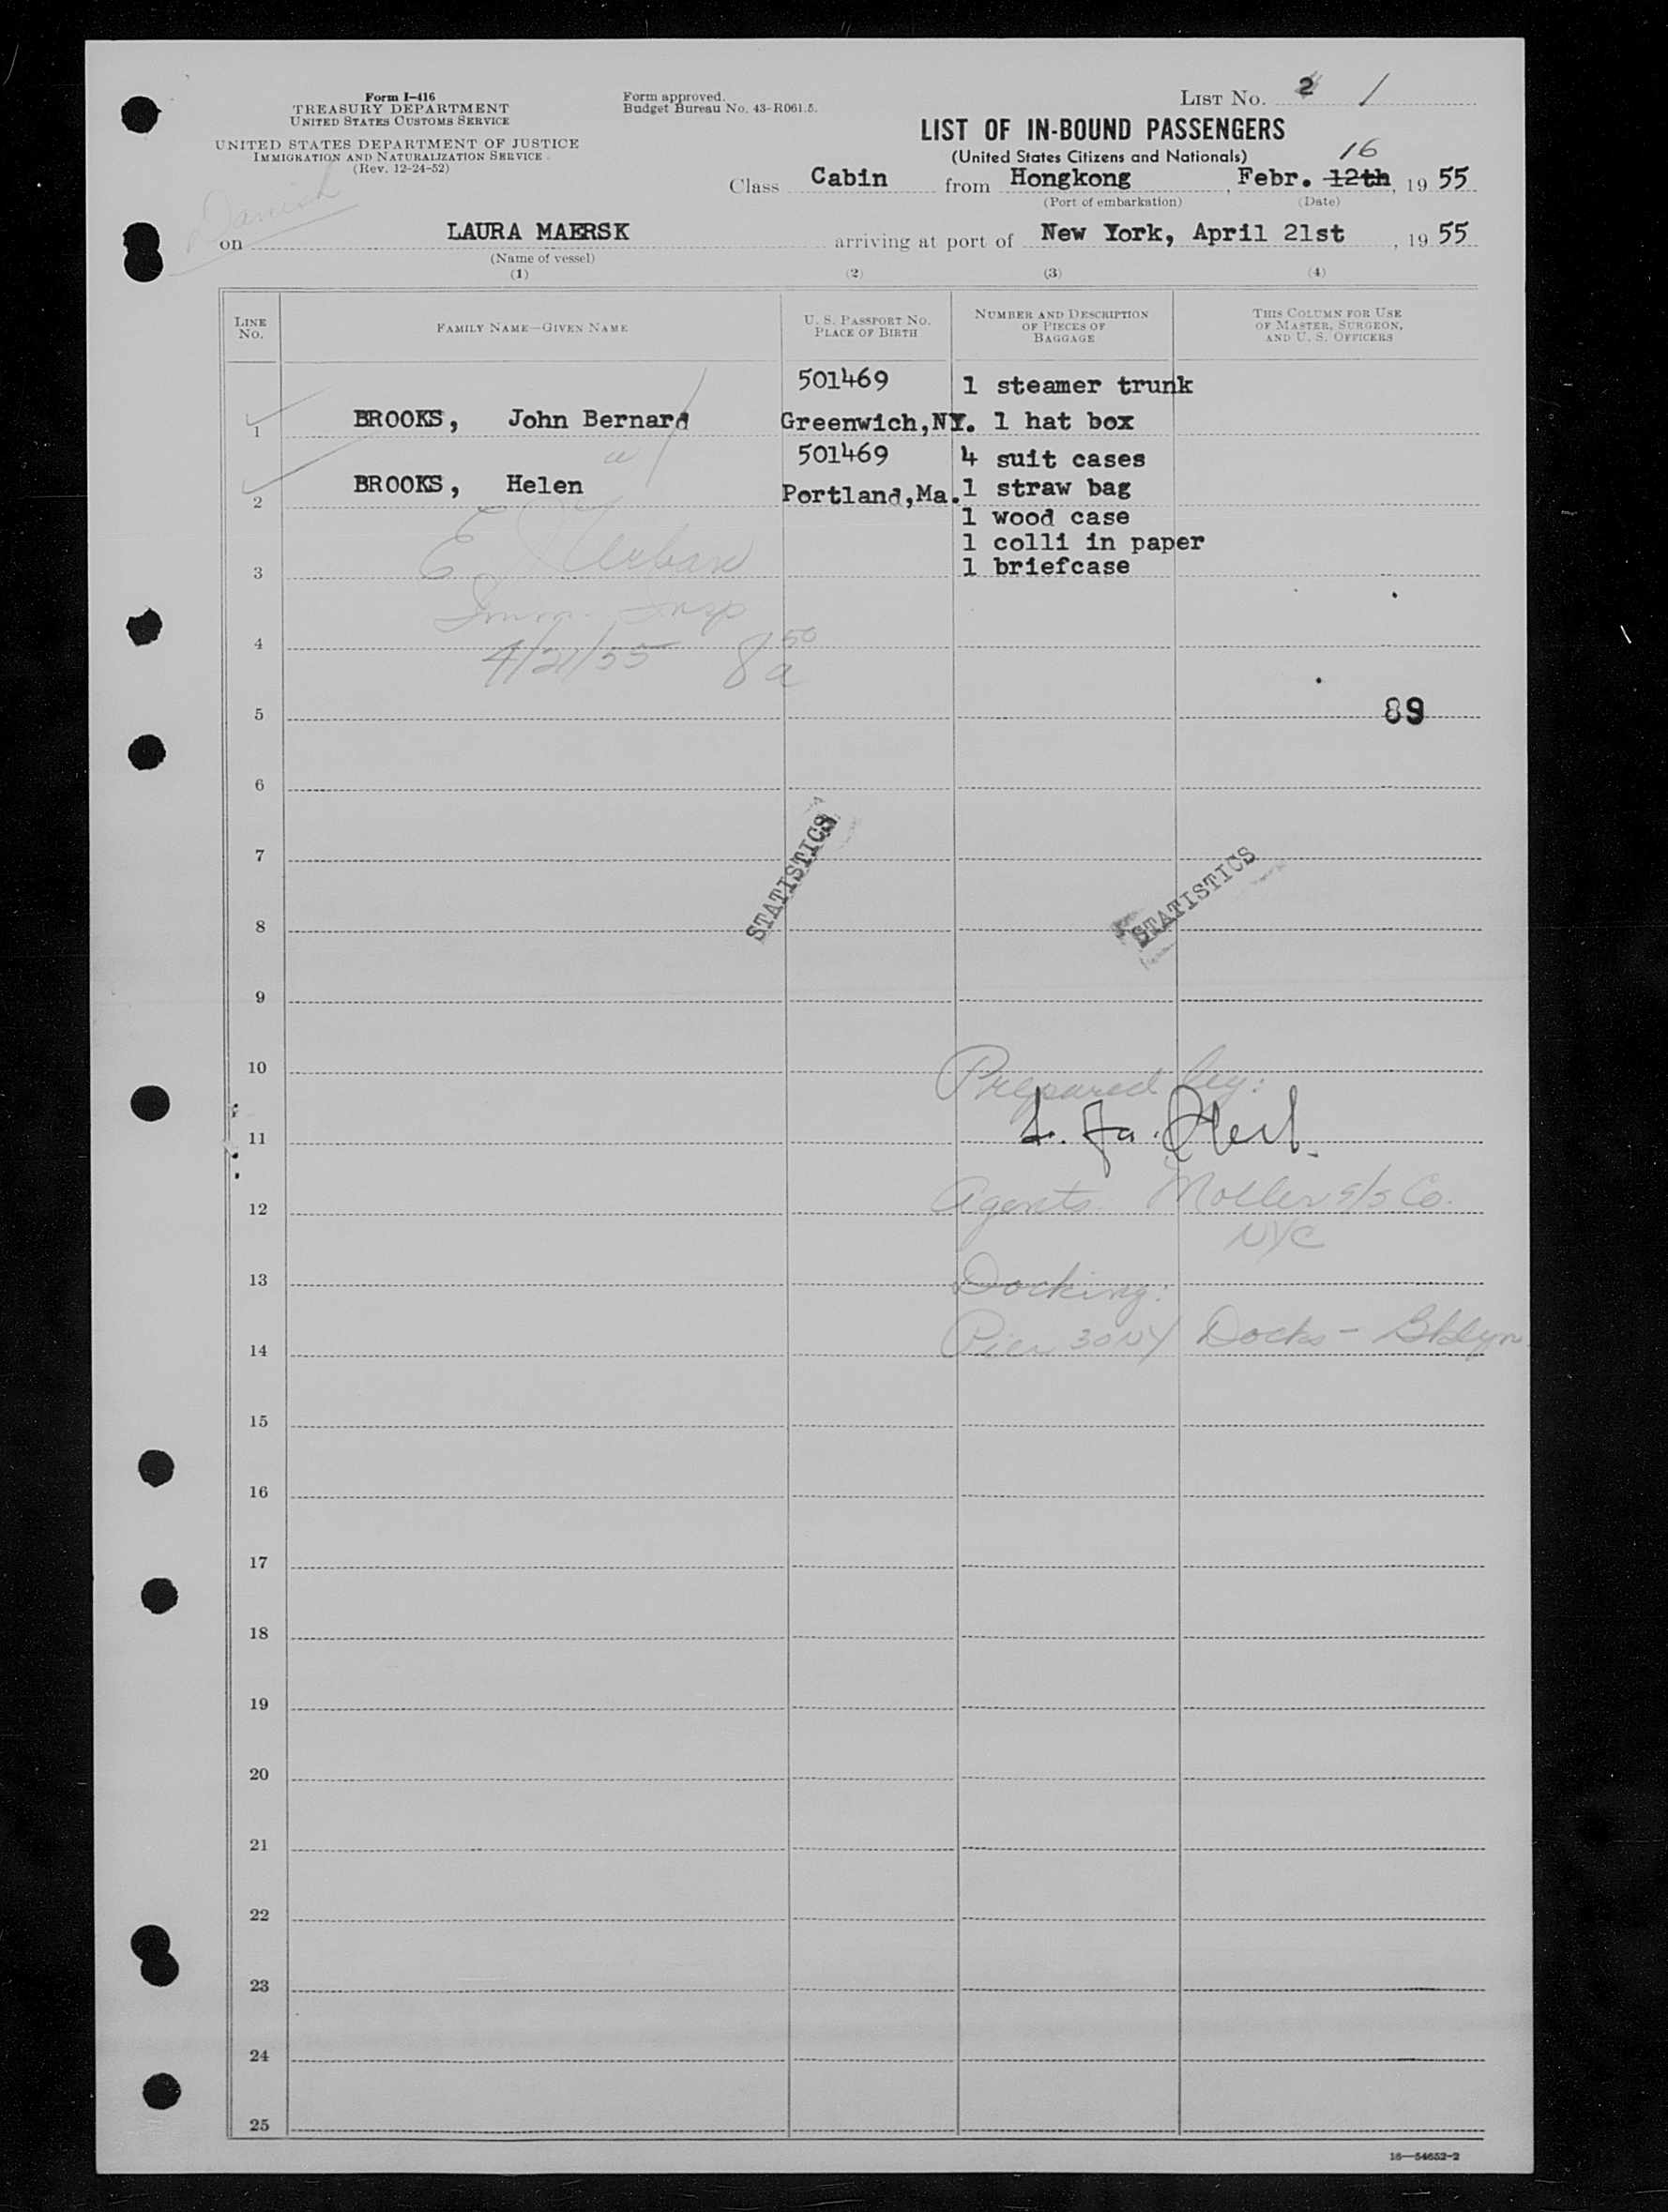 Form I-416
TREASURY DEPARTMENT
UNITED STATES CUSTOMS SERVICE
UNITED STATES DEPARTMENT OF JUSTICE
IMMIGRATION AND NATURALIZATION SERVICE
(Rev. 12-24-52)
Form approved.
Budget Bureau No. 43-R061.5.
LIST No. 2 1
LIST OF IN-BOUND PASSENGERS
(United States Citizens and Nationals)
16
Class Cabin from Hongkong, Febr. 12th, 1955
(Port of embarkation) (Date)
Danish
on LAURA MAERSK arriving at port of New York, April 21st, 1955
(Name of vessel)
(1) (2) (3) (4)
LINE No. FAMILY NAME—GIVEN NAME U. S. PASSPORT No. PLACE OF BIRTH NUMBER AND DESCRIPTION OF PIECES OF BAGGAGE THIS COLUMN FOR USE OF MASTER, SURGEON, AND U. S. OFFICERS
501469 1 steamer trunk
1 BROOKS, John Bernard Greenwich,NY. 1 hat box
501469 4 suit cases
2 BROOKS, Helen Portland,Ma. 1 straw bag
1 wood case
1 colli in paper
3 1 briefcase
Imm. Insp
4
4/21/55 8 50 a
5 89
6
7
STATISTICS STATISTICS
8
9
10
Prepared by:
11
12 Agents Moller S/S Co.
NYC
13 Docking:
14 Pier 30 NY Docks - Bklyn
15
16
17
18
19
20
21
22
23
24
25
16—54652-2